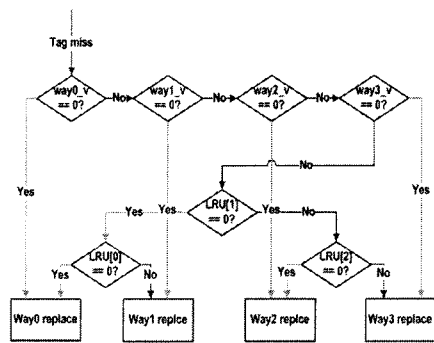 Tag miss
way0_v
== 0?
No
way1_v
== 0?
No
way2_v
== 0?
No
way3_v
== 0?
No
Yes
Yes
Yes
Yes
LRU[1]
== 0?
No
LRU[0]
== 0?
Yes
No
LRU[2]
== 0?
Yes
No
Way0 replace
Way1 replce
Way2 replce
Way3 replce